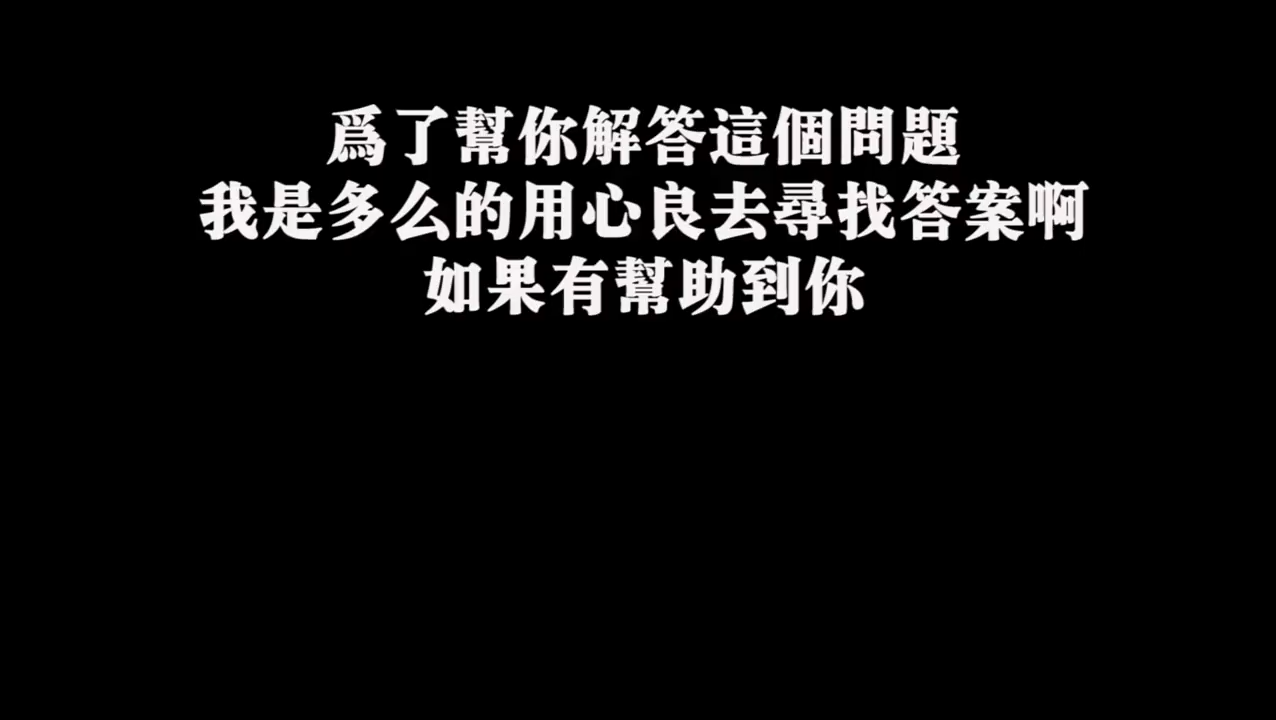 爲了幫你解答這個問題
我是多么的用心良去尋找答案啊
如果有幫助到你